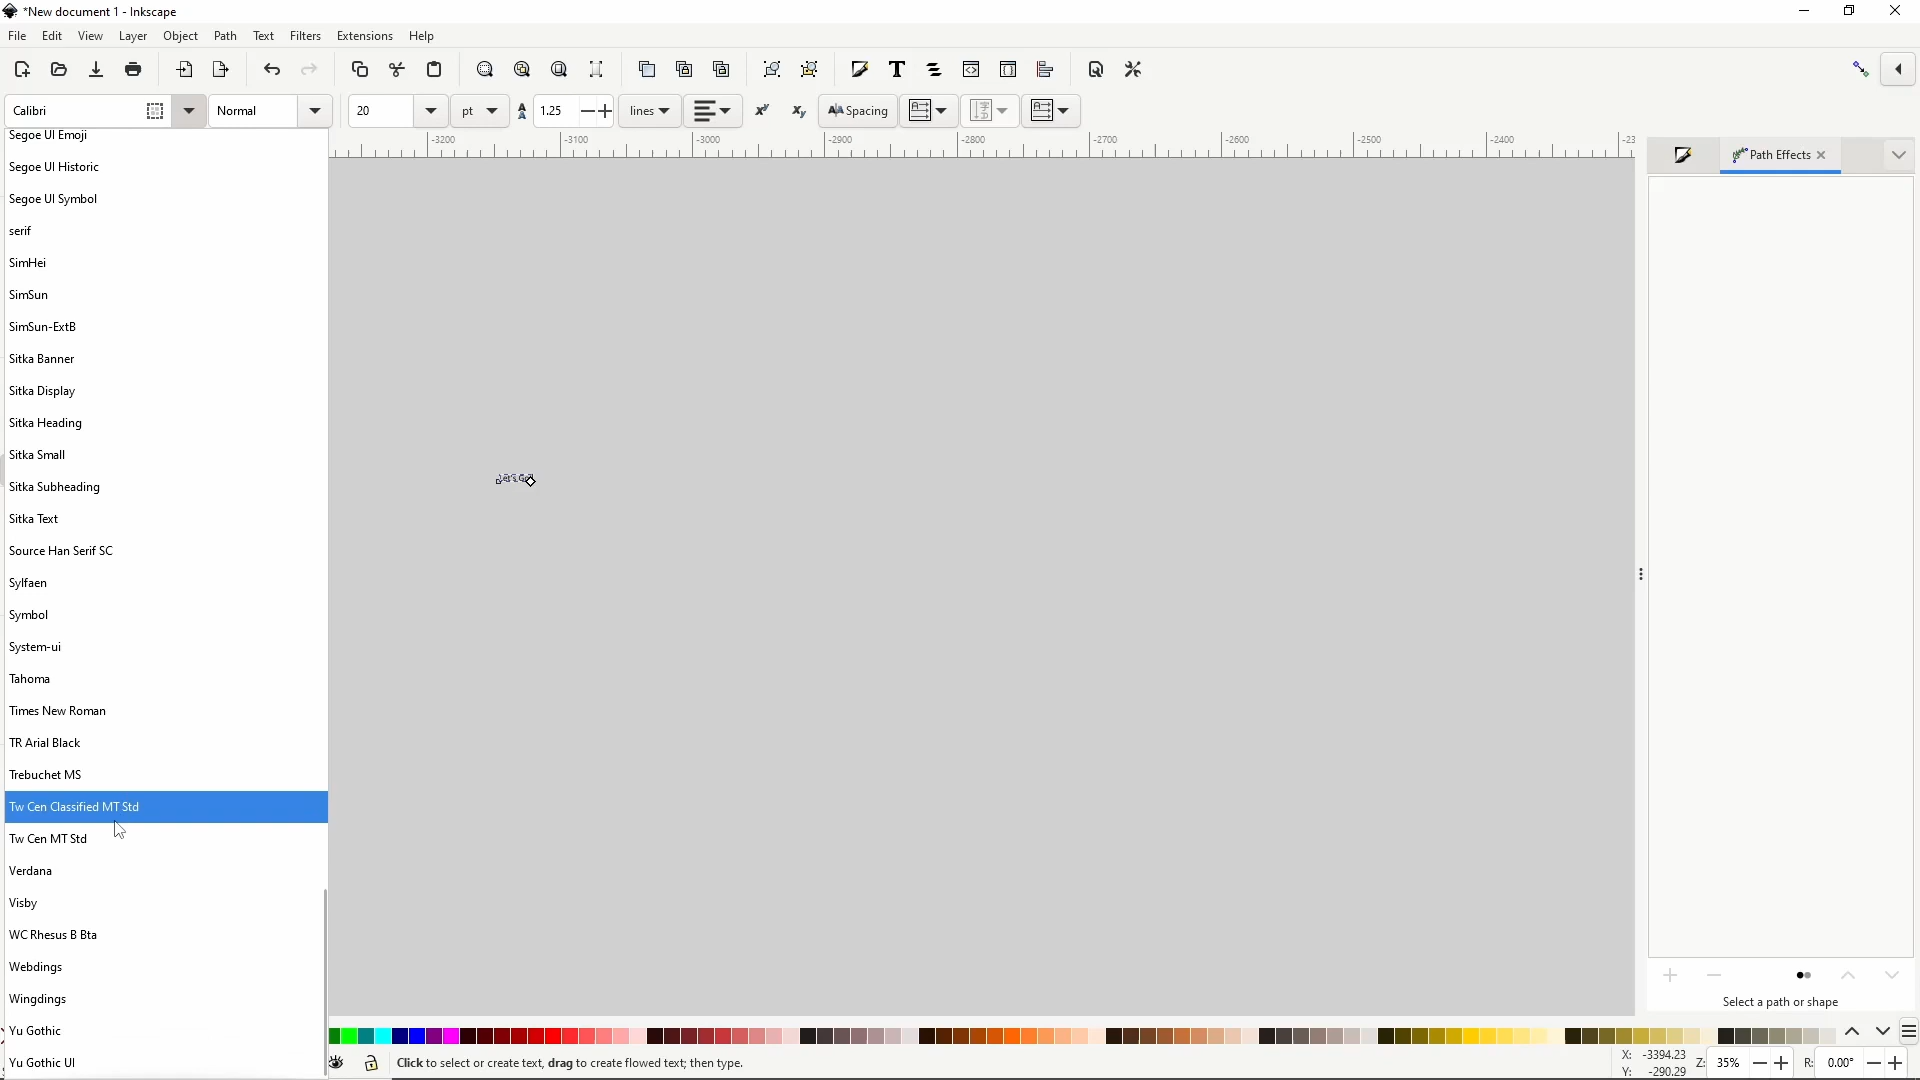 *New document 1 - Inkscape
File Edit View Layer Object Path Text Filters Extensions Help
Calibri Normal 20 pt 1.25 lines Spacing
-3200 -3100 -3000 -2900 -2800 -2700 -2600 -2500 -2400 -23
Path Effects
Segoe UI Emoji
Segoe UI Historic
Segoe UI Symbol
serif
SimHei
SimSun
SimSun-ExtB
Sitka Banner
Sitka Display
Sitka Heading
Sitka Small
Let's Go!
Sitka Subheading
Sitka Text
Source Han Serif SC
Sylfaen
Symbol
System-ui
Tahoma
Times New Roman
TR Arial Black
Trebuchet MS
Tw Cen Classified MT Std
Tw Cen MT Std
Verdana
Visby
WC Rhesus B Bta
Webdings
Wingdings
Yu Gothic
Yu Gothic UI
Select a path or shape
Click to select or create text, drag to create flowed text; then type.
X: -3394.23
Y: -290.29
Z: 35% R: 0.00°